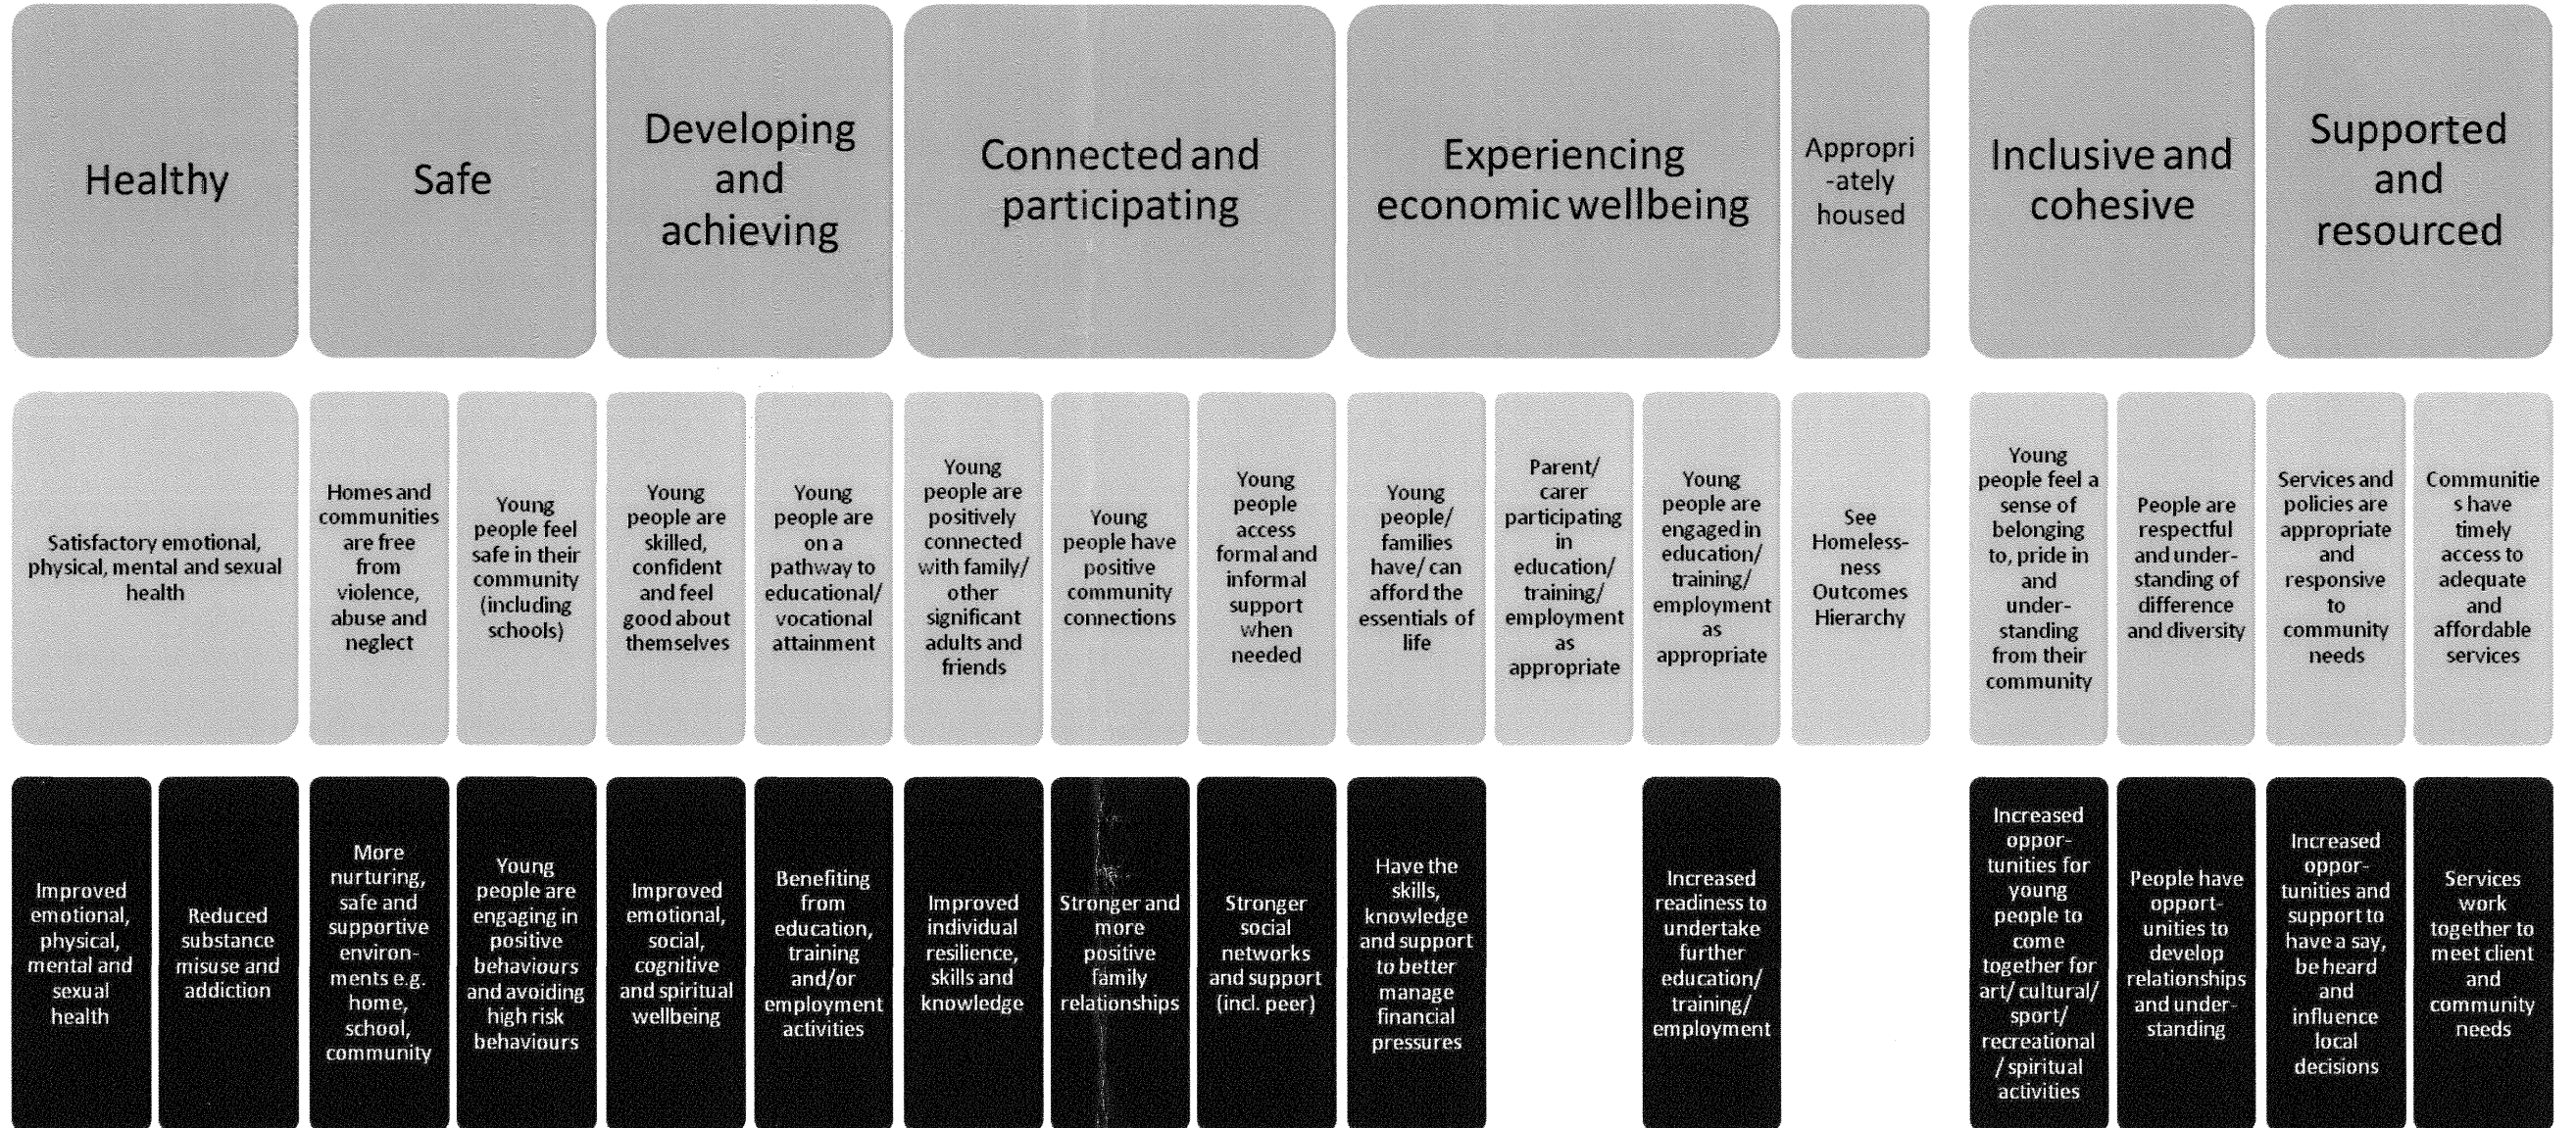 Healthy
Safe
Developing
and
achieving
Connected and
participating
Experiencing
economic wellbeing
Appropri
-ately
housed
Inclusive and
cohesive
Supported
and
resourced
Satisfactory emotional,
physical, mental and sexual
health
Homes and
communities
are free
from
violence,
abuse and
neglect
Young
people feel
safe in their
community
(including
schools)
Young
people are
skilled,
confident
and feel
good about
themselves
Young
people are
on a
pathway to
educational/
vocational
attainment
Young
people are
positively
connected
with family/
other
significant
adults and
friends
Young
people have
positive
community
connections
Young
people
access
formal and
informal
support
when
needed
Young
people/
families
have/ can
afford the
essentials of
life
Parent/
carer
participating
in
education/
training/
employment
as
appropriate
Young
people are
engaged in
education/
training/
employment
as
appropriate
See
Homeless-
ness
Outcomes
Hierarchy
Young
people feel a
sense of
belonging
to, pride in
and
under-
standing
from their
community
People are
respectful
and under-
standing of
difference
and diversity
Services and
policies are
appropriate
and
responsive
to
community
needs
Communitie
s have
timely
access to
adequate
and
affordable
services
Improved
emotional,
physical,
mental and
sexual
health
Reduced
substance
misuse and
addiction
More
nurturing,
safe and
supportive
environ-
ments e.g.
home,
school,
community
Young
people are
engaging in
positive
behaviours
and avoiding
high risk
behaviours
Improved
emotional,
social,
cognitive
and spiritual
wellbeing
Benefiting
from
education,
training
and/or
employment
activities
Improved
individual
resilience,
skills and
knowledge
Stronger and
more
positive
family
relationships
Stronger
social
networks
and support
(incl. peer)
Have the
skills,
knowledge
and support
to better
manage
financial
pressures
Increased
readiness to
undertake
further
education/
training/
employment
Increased
oppor-
tunities for
young
people to
come
together for
art/ cultural/
sport/
recreational
/ spiritual
activities
People have
opport-
unities to
develop
relationships
and under-
standing
Increased
oppor-
tunities and
support to
have a say,
be heard
and
influence
local
decisions
Services
work
together to
meet client
and
community
needs